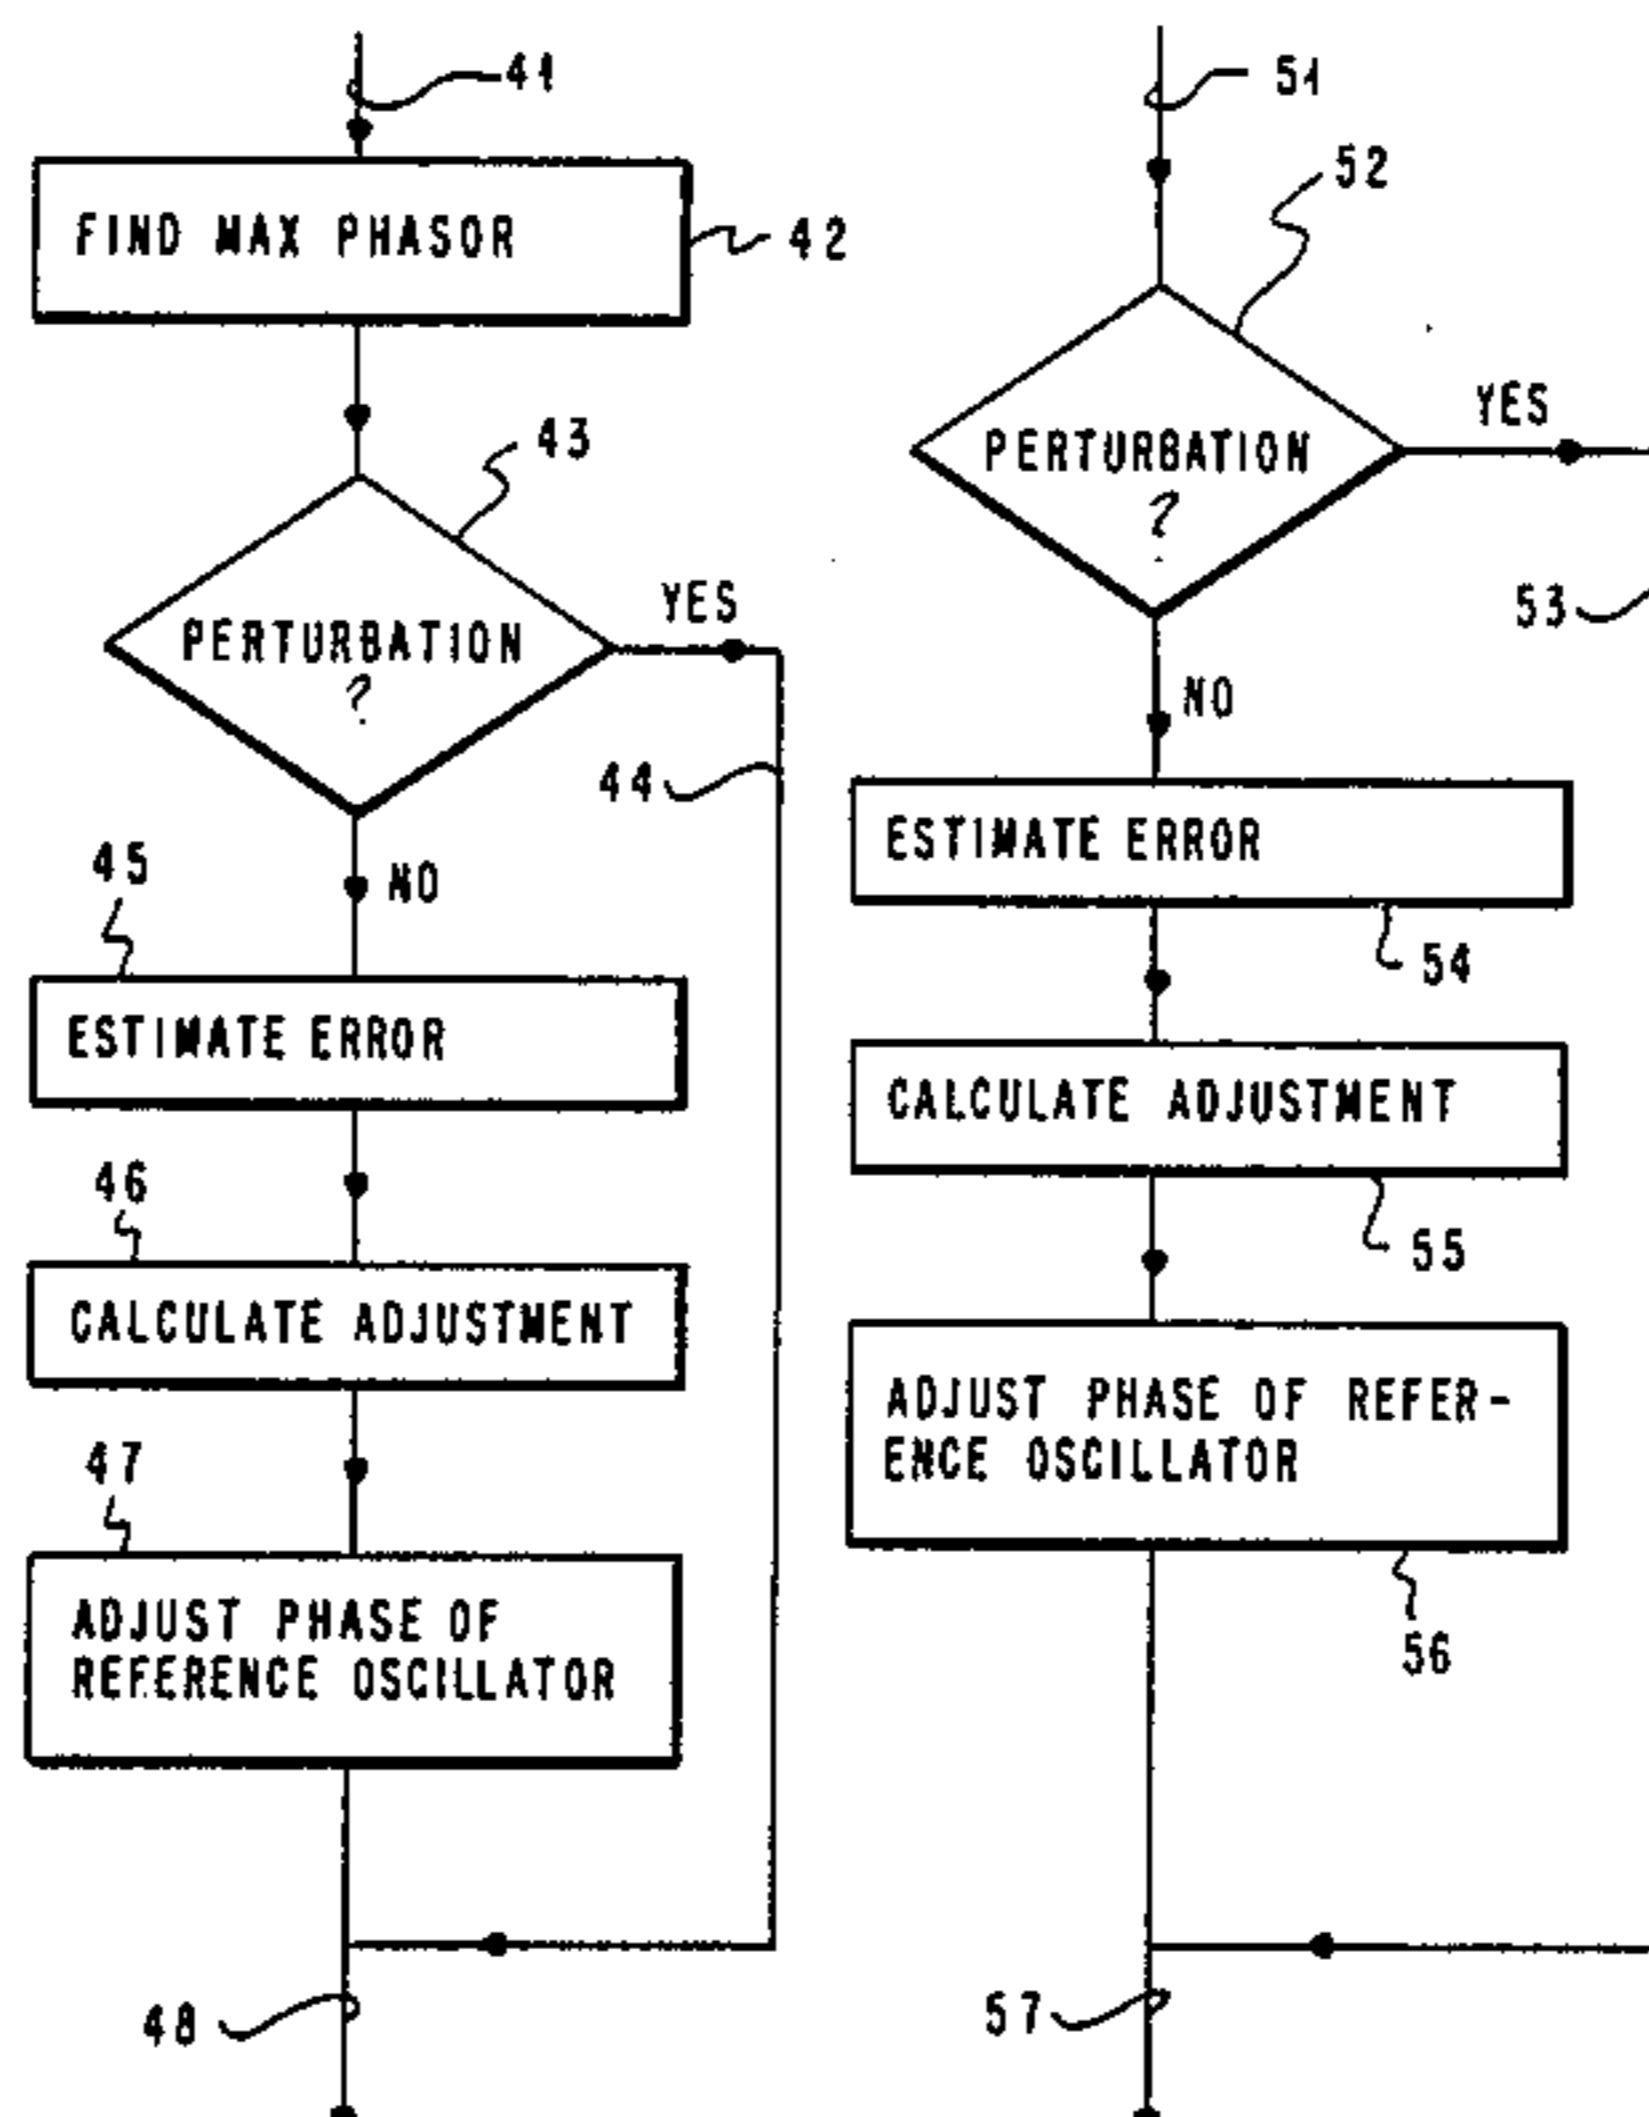 41
FIND MAX PHASOR
42
43
PERTURBATION
?
YES
44
NO
45
ESTIMATE ERROR
46
CALCULATE ADJUSTMENT
47
ADJUST PHASE OF
REFERENCE OSCILLATOR
48
51
52
PERTURBATION
?
YES
53
NO
ESTIMATE ERROR
54
CALCULATE ADJUSTMENT
55
ADJUST PHASE OF REFER-
ENCE OSCILLATOR
56
57